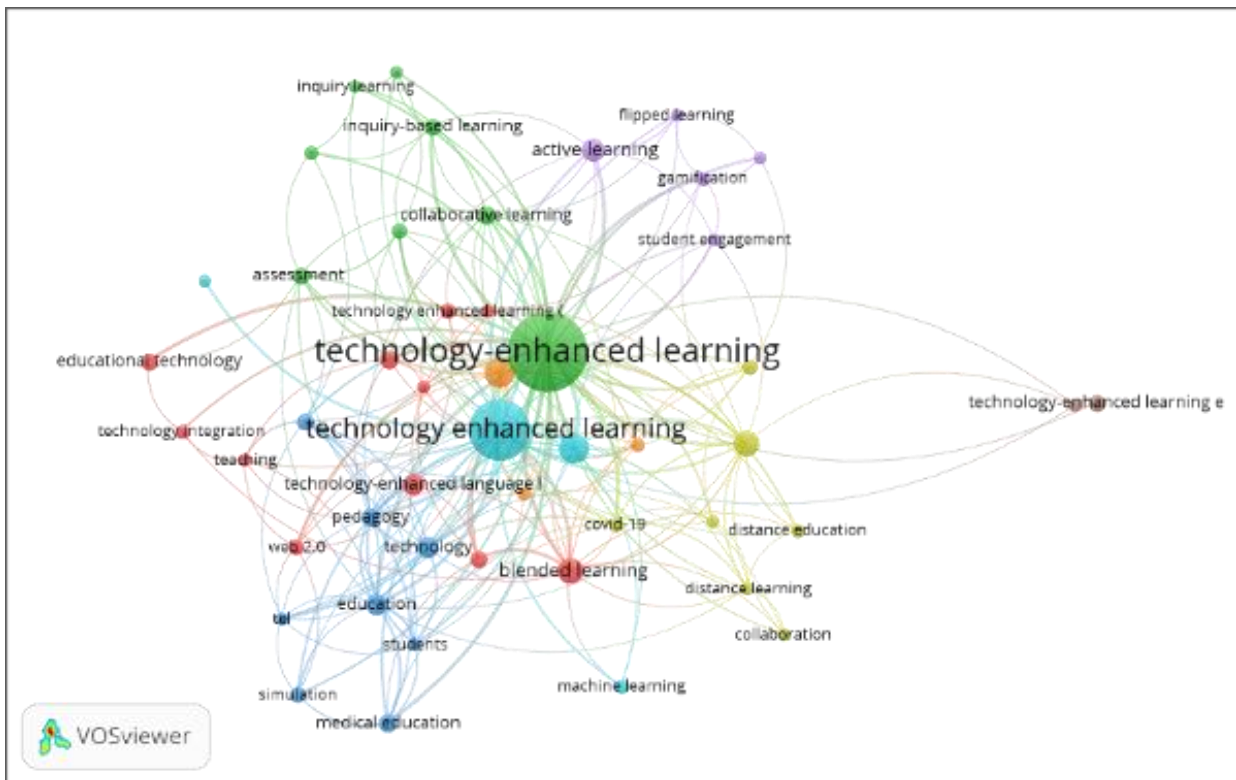 inquiry learning
flipped learning
inquiry-based learning
active learning
gamification
collaborative learning
student engagement
assessment
technology enhanced learning (
technology-enhanced learning
educational technology
technology-enhanced learning e
technology enhanced learning
technology integration
teaching
technology-enhanced language l
pedagogy
covid-19
distance education
web 2.0
technology
blended learning
distance learning
education
tel
collaboration
students
machine learning
simulation
medical education
VOSviewer